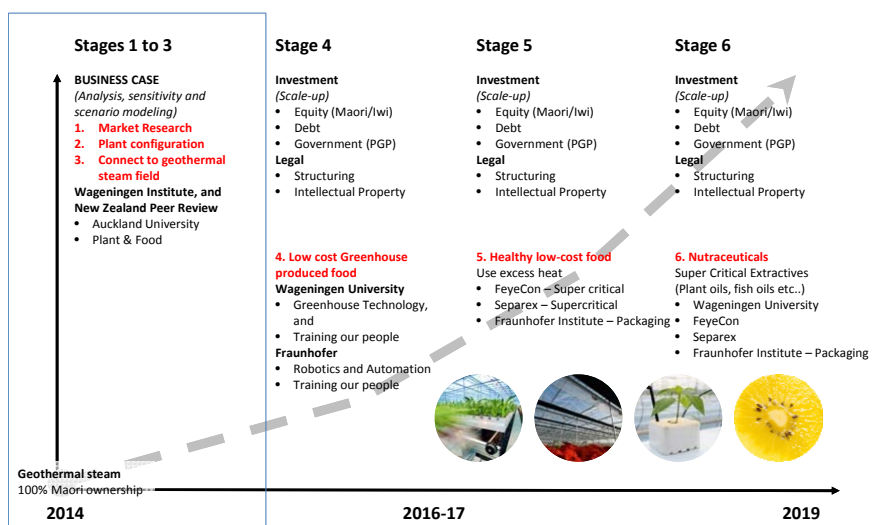 Stages 1 to 3
BUSINESS CASE
(Analysis, sensitivity and
scenario modeling)
1. Market Research
2. Plant configuration
3. Connect to geothermal
steam field
Wageningen Institute, and
New Zealand Peer Review
• Auckland University
• Plant & Food
Stage 4
Investment
(Scale-up)
• Equity (Maori/Iwi)
• Debt
• Government (PGP)
Legal
• Structuring
• Intellectual Property
4. Low cost Greenhouse
produced food
Wageningen University
• Greenhouse Technology,
and
• Training our people
Fraunhofer
• Robotics and Automation
• Training our people
Stage 5
Investment
(Scale-up)
• Equity (Maori/Iwi)
• Debt
• Government (PGP)
Legal
• Structuring
• Intellectual Property
5. Healthy low-cost food
Use excess heat
• FeyeCon – Super critical
• Separex – Supercritical
• Fraunhofer Institute – Packaging
Stage 6
Investment
(Scale-up)
• Equity (Maori/Iwi)
• Debt
• Government (PGP)
Legal
• Structuring
• Intellectual Property
6. Nutraceuticals
Super Critical Extractives
(Plant oils, fish oils etc..)
• Wageningen University
• FeyeCon
• Separex
• Fraunhofer Institute – Packaging
Geothermal steam
100% Maori ownership
2014
2016-17
2019